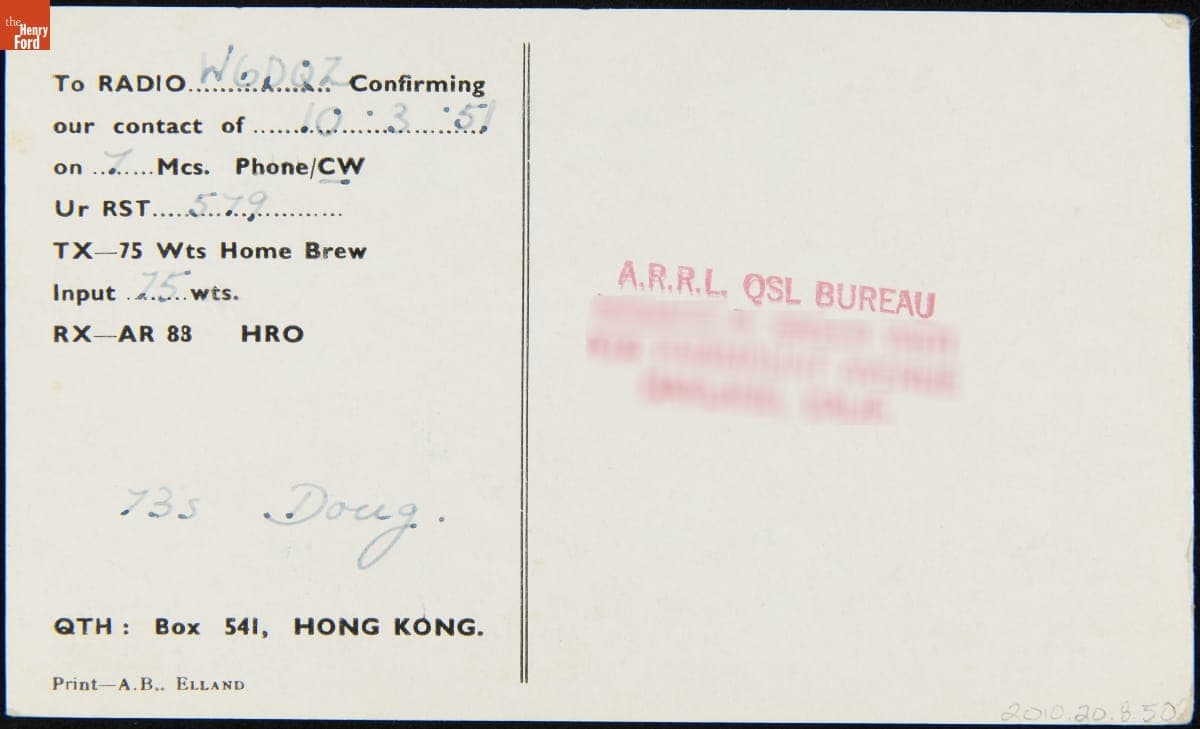 the
Henry
Ford
To RADIO W6DQZ Confirming
our contact of 10 . 3 . 51
on 7 Mcs. Phone/CW
Ur RST 579
TX—75 Wts Home Brew
Input 75 wts.
RX—AR 88 HRO
73s Doug.
QTH : Box 541, HONG KONG.
Print—A.B., ELLAND
A.R.R.L. QSL BUREAU
2010.20.8.50